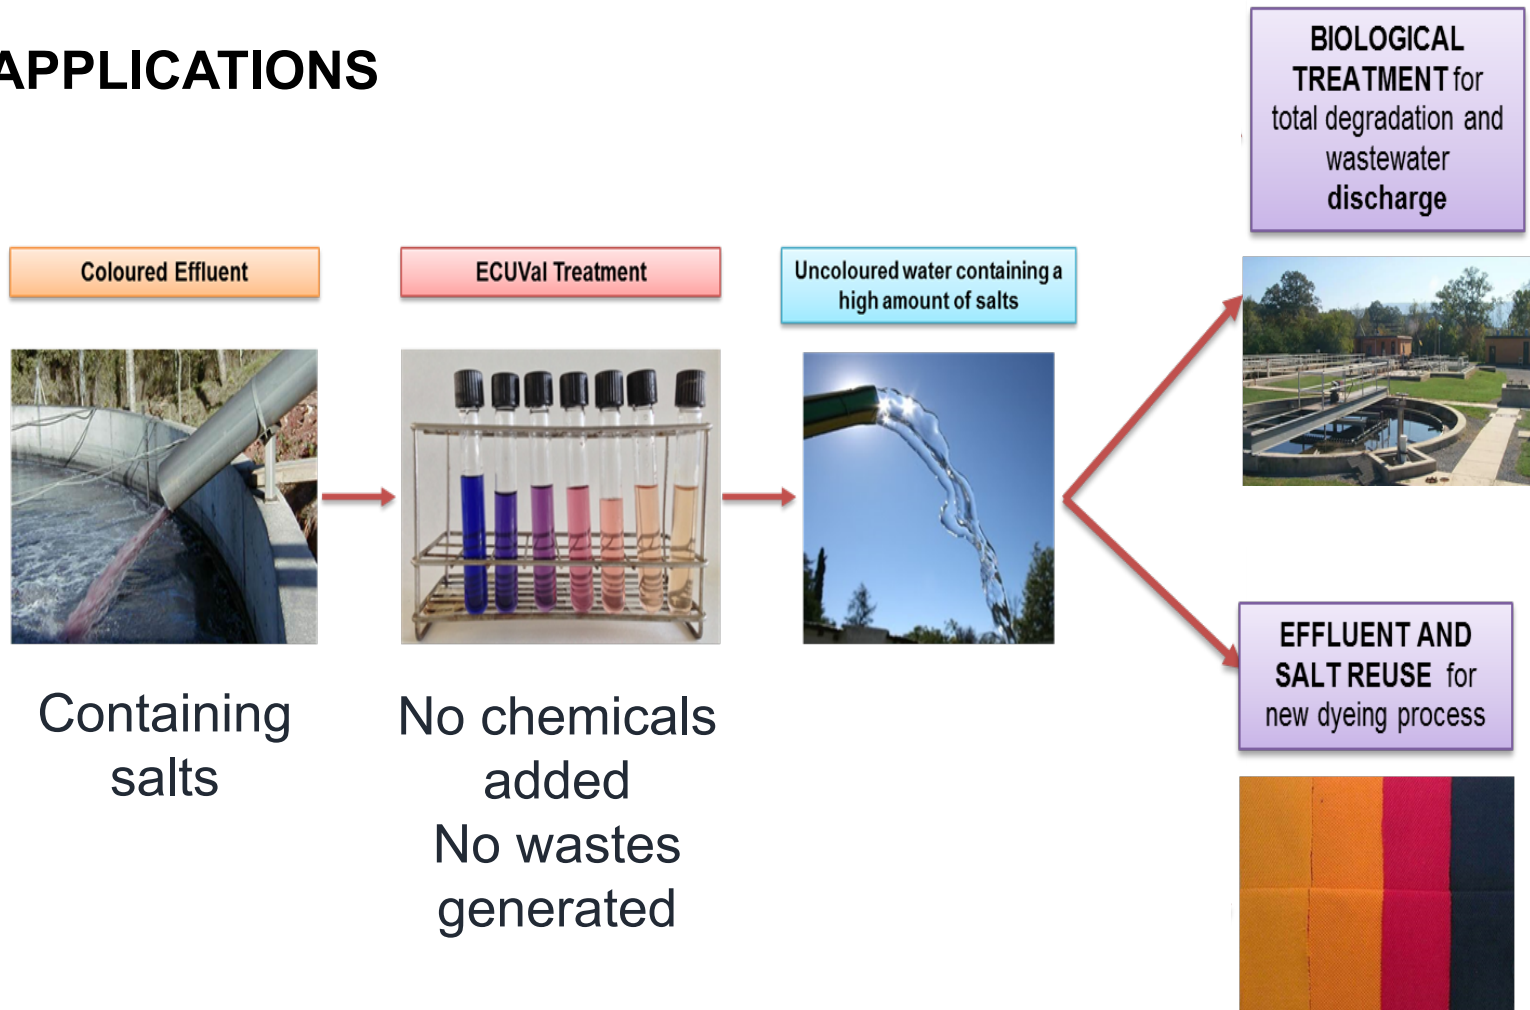 APPLICATIONS
Coloured Effluent
ECUVal Treatment
Uncoloured water containing a
high amount of salts
BIOLOGICAL
TREATMENT for
total degradation and
wastewater
discharge
Containing
salts
No chemicals
added
No wastes
generated
EFFLUENT AND
SALT REUSE for
new dyeing process